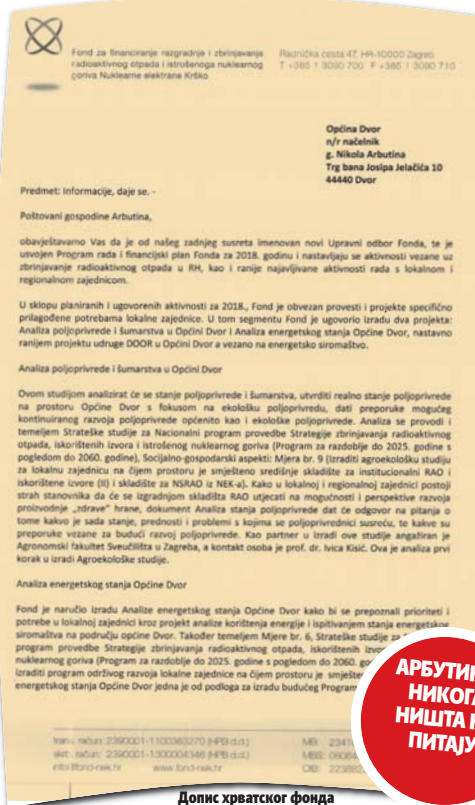 Fond za financiranje razgradnje i zbrinjavanja
radioaktivnog otpada i istrošenoga nuklearnog
goriva Nuklearne elektrane Krško
Radnička cesta 47, HR-10000 Zagreb
T +385 1 3090 700 F +385 1 3090 710
Općina Dvor
n/r načelnik
g. Nikola Arbutina
Trg bana Josipa Jelačića 10
44440 Dvor
Predmet: Informacije, daje se. -
Poštovani gospodine Arbutina,
obavještavamo Vas da je od našeg zadnjeg susreta imenovan novi Upravni odbor Fonda, te je
usvojen Program rada i financijski plan Fonda za 2018. godinu i nastavljaju se aktivnosti vezane uz
zbrinjavanje radioaktivnog otpada u RH, kao i ranije najavljivane aktivnosti rada s lokalnom i
regionalnom zajednicom.
U sklopu planiranih i ugovorenih aktivnosti za 2018., Fond je obvezan provesti i projekte specifično
prilagođene potrebama lokalne zajednice. U tom segmentu Fond je ugovorio izradu dva projekta:
Analiza poljoprivrede i šumarstva u Općini Dvor i Analiza energetskog stanja Općine Dvor, nastavno
ranijem projektu udruge DOOR u Općini Dvor a vezano na energetsko siromaštvo.
Analiza poljoprivrede i šumarstva u Općini Dvor
Ovom studijom analizirat će se stanje poljoprivrede i šumarstva, utvrditi realno stanje poljoprivrede
na prostoru Općine Dvor s fokusom na ekološku poljoprivredu, dati preporuke mogućeg
kontinuiranog razvoja poljoprivrede općenito kao i ekološke poljoprivrede. Analiza se provodi i
temeljem Strateške studije za Nacionalni program provedbe Strategije zbrinjavanja radioaktivnog
otpada, iskorištenih izvora i istrošenog nuklearnog goriva (Program za razdoblje do 2025. godine s
pogledom do 2060. godine), Socijalno-gospodarski aspekti: Mjera br. 9 (Izraditi agroekološku studiju
za lokalnu zajednicu na čijem prostoru je smješteno središnje skladište za institucionalni RAO i
iskorištene izvore (II) i skladište za NSRAO iz NEK-a). Kako u lokalnoj i regionalnoj zajednici postoji
strah stanovnika da će se izgradnjom skladišta RAO utjecati na mogućnosti i perspektive razvoja
proizvodnje „zdrave" hrane, dokument Analiza stanja poljoprivrede dat će odgovor na pitanja o
tome kakvo je sada stanje, prednosti i problemi s kojima se poljoprivrednici susreću, te kakve su
preporuke vezane za budući razvoj poljoprivrede. Kao partner u izradi ove studije angažiran je
Agronomski fakultet Sveučilišta u Zagrebu, a kontakt osoba je prof. dr. Ivica Kisić. Ova je analiza prvi
korak u izradi Agroekološke studije.
Analiza energetskog stanja Općine Dvor
Fond je naručio izradu Analize energetskog stanja Općine Dvor kako bi se prepoznali prioriteti i
potrebe u lokalnoj zajednici kroz projekt analize korištenja energije i ispitivanjem stanja energetskog
siromaštva na području općine Dvor. Također temeljem Mjere br. 6, Strateške studije za
program provedbe Strategije zbrinjavanja radioaktivnog otpada, iskorištenih
nuklearnog goriva (Program za razdoblje do 2025. godine s pogledom do 2060.
izraditi program održivog razvoja lokalne zajednice na čijem prostoru je
energetskog stanja Općine Dvor jedna je od podloga za izradu budućeg
račun: 2390001-1100363270 (HPB d.d.)
račun: 2390001-1300004346 (HPB d.d.)
www.fond-nek.hr
MB:
MBS:
OIB:
НИШТА
Допис хрватског фонда